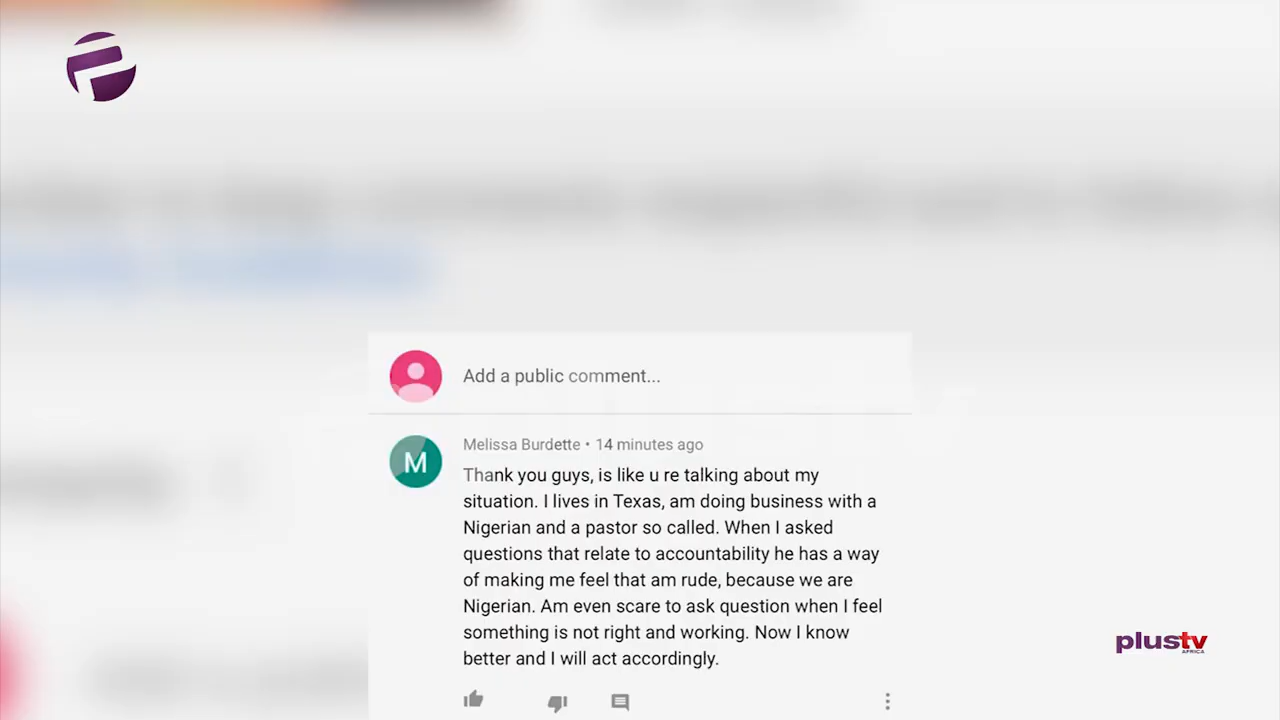 Add a public comment...
M
Melissa Burdette • 14 minutes ago
Thank you guys, is like u re talking about my
situation. I lives in Texas, am doing business with a
Nigerian and a pastor so called. When I asked
questions that relate to accountability he has a way
of making me feel that am rude, because we are
Nigerian. Am even scare to ask question when I feel
something is not right and working. Now I know
better and I will act accordingly.
plustv
AFRICA